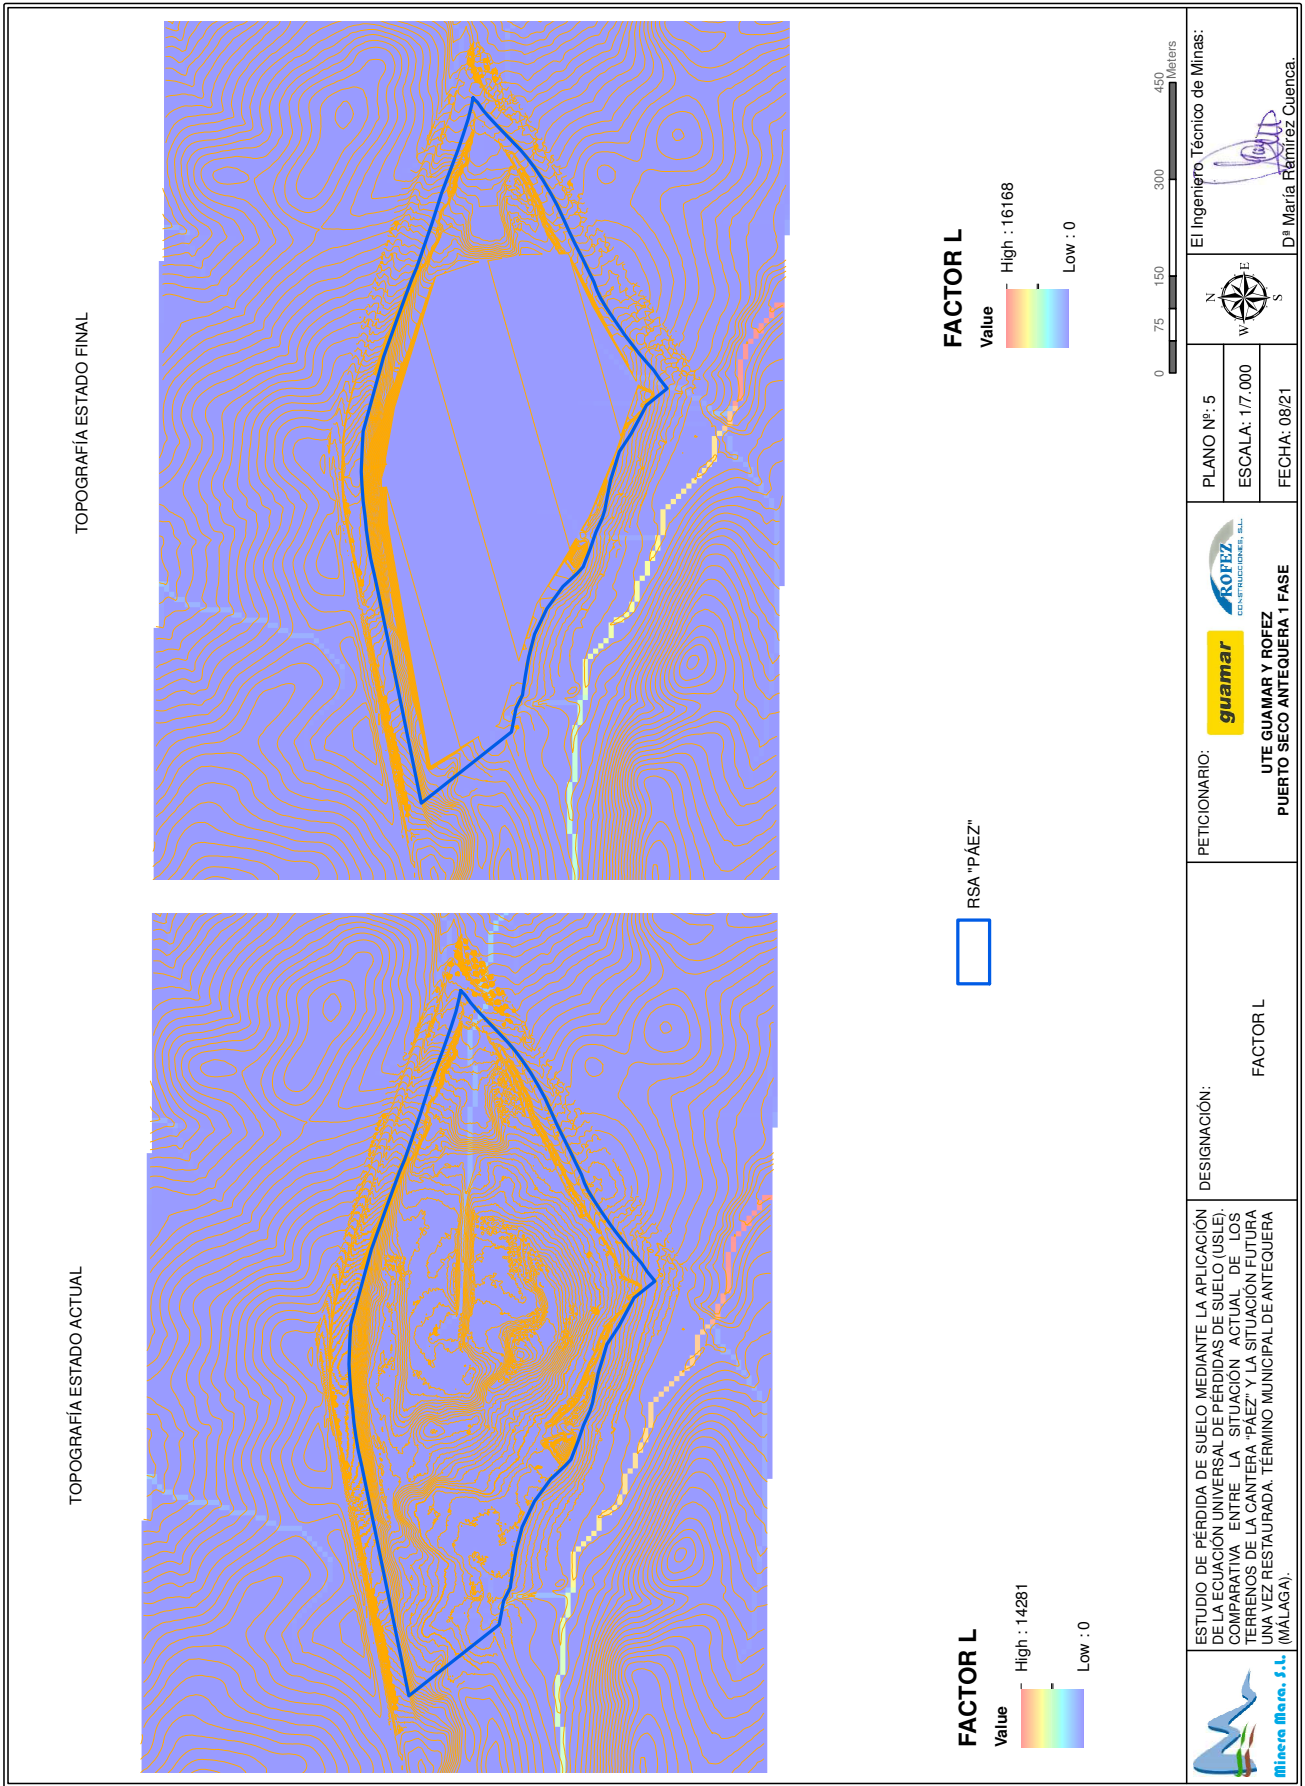 TOPOGRAFÍA ESTADO ACTUAL
TOPOGRAFÍA ESTADO FINAL
FACTOR L
Value
High : 14281
Low : 0
RSA "PÁEZ"
FACTOR L
Value
High : 16168
Low : 0
0 75 150 300 450
Meters
Minera Mara, S.L.
ESTUDIO DE PÉRDIDA DE SUELO MEDIANTE LA APLICACIÓN
DE LA ECUACIÓN UNIVERSAL DE PÉRDIDAS DE SUELO (USLE).
COMPARATIVA ENTRE LA SITUACIÓN ACTUAL DE LOS
TERRENOS DE LA CANTERA "PÁEZ" Y LA SITUACIÓN FUTURA
UNA VEZ RESTAURADA. TÉRMINO MUNICIPAL DE ANTEQUERA
(MÁLAGA).
DESIGNACIÓN:
FACTOR L
PETICIONARIO:
guamar
ROFEZ
CONSTRUCCIONES, S.L.
UTE GUAMAR Y ROFEZ
PUERTO SECO ANTEQUERA 1 FASE
PLANO Nº: 5
ESCALA: 1/7.000
FECHA: 08/21
N
W E
S
El Ingeniero Técnico de Minas:
Dª María Ramírez Cuenca.